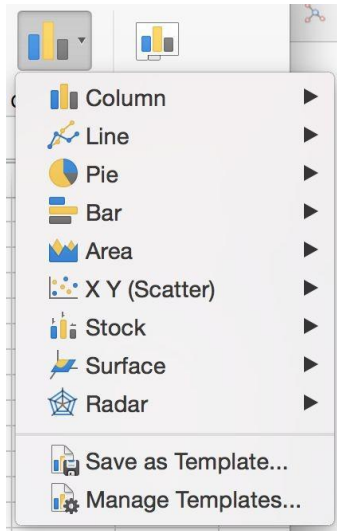 Column
Line
Pie
Bar
Area
X Y (Scatter)
Stock
Surface
Radar
Save as Template...
Manage Templates...